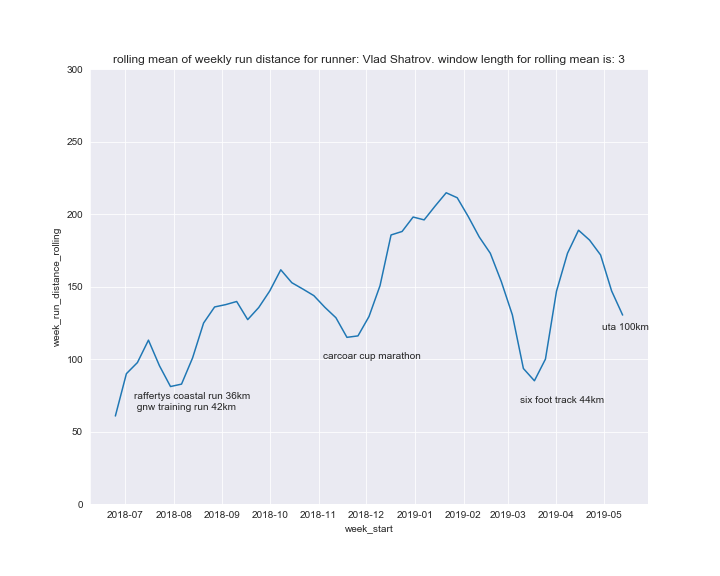 rolling mean of weekly run distance for runner: Vlad Shatrov. window length for rolling mean is: 3
300
250
200
150
100
50
0
week_run_distance_rolling
raffertys coastal run 36km
gnw training run 42km
carcoar cup marathon
six foot track 44km
uta 100km
2018-07 2018-08 2018-09 2018-10 2018-11 2018-12 2019-01 2019-02 2019-03 2019-04 2019-05
week_start